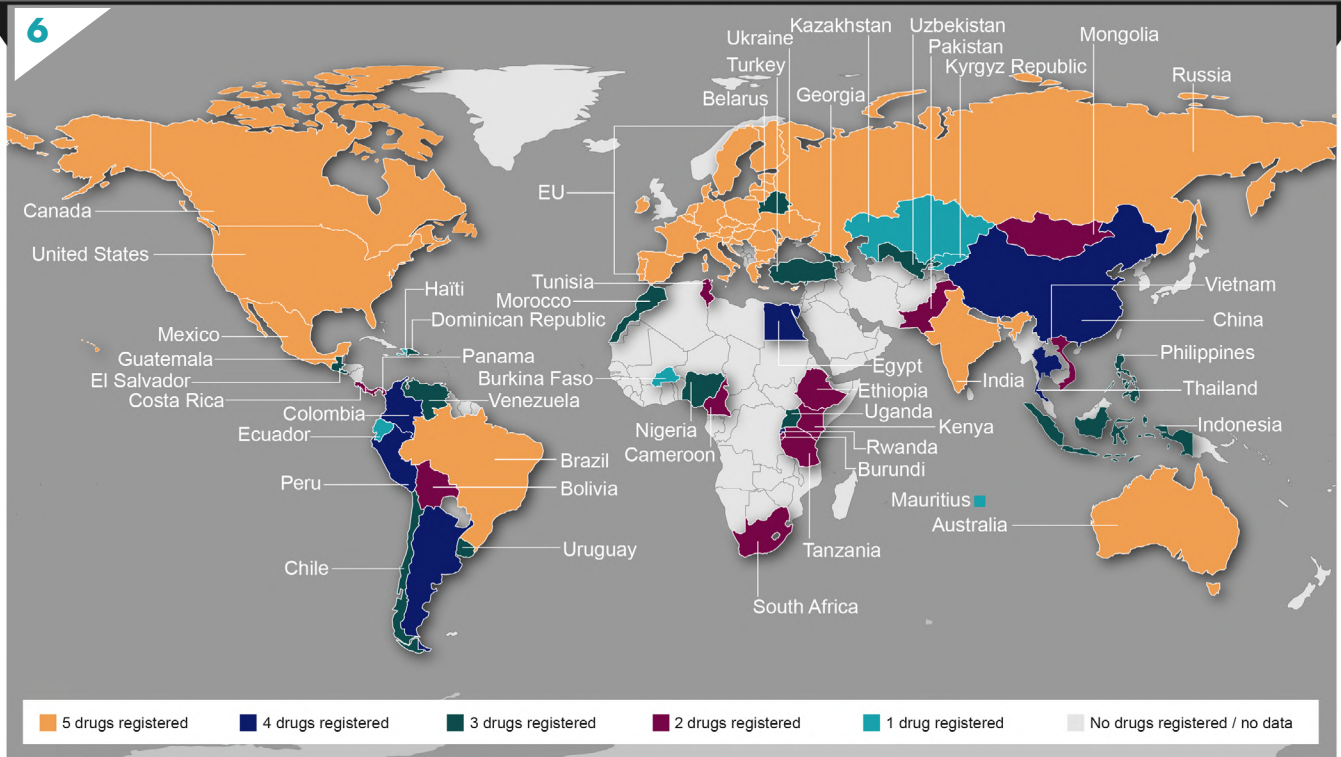 6
Kazakhstan
Uzbekistan
Ukraine
Pakistan
Mongolia
Turkey
Kyrgyz Republic
Russia
Belarus
Georgia
EU
Canada
United States
Tunisia
Haïti
Morocco
Vietnam
Dominican Republic
China
Mexico
Guatemala
Panama
Philippines
El Salvador
Burkina Faso
Egypt
India
Costa Rica
Venezuela
Ethiopia
Thailand
Colombia
Uganda
Ecuador
Nigeria
Kenya
Indonesia
Cameroon
Rwanda
Brazil
Burundi
Peru
Bolivia
Mauritius
Australia
Uruguay
Tanzania
Chile
South Africa
5 drugs registered
4 drugs registered
3 drugs registered
2 drugs registered
1 drug registered
No drugs registered / no data